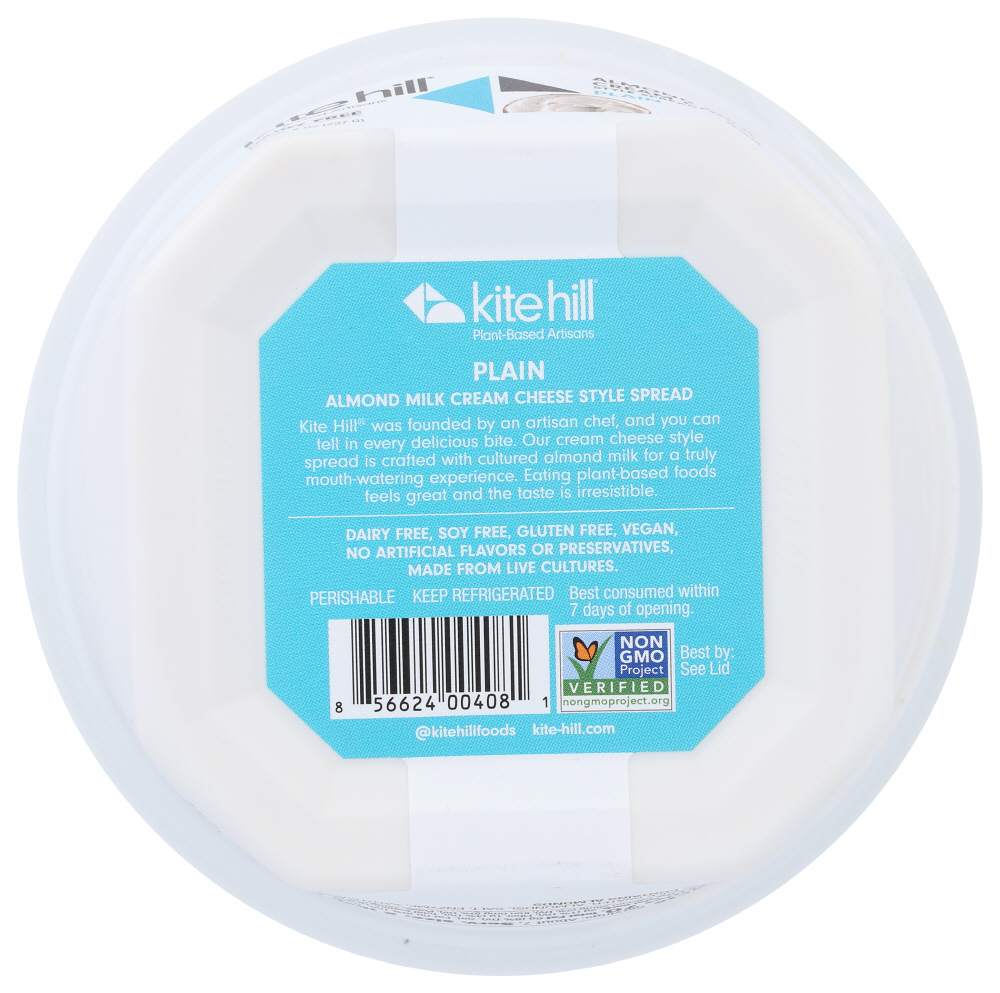 hill
FREE
PLAIN
kite hill®
Plant-Based Artisans
PLAIN
ALMOND MILK CREAM CHEESE STYLE SPREAD
Kite Hill® was founded by an artisan chef, and you can
tell in every delicious bite. Our cream cheese style
spread is crafted with cultured almond milk for a truly
mouth-watering experience. Eating plant-based foods
feels great and the taste is irresistible.
DAIRY FREE, SOY FREE, GLUTEN FREE, VEGAN,
NO ARTIFICIAL FLAVORS OR PRESERVATIVES,
MADE FROM LIVE CULTURES.
PERISHABLE KEEP REFRIGERATED
Best consumed within
7 days of opening.
8 56624 00408 1
NON
GMO
Project
VERIFIED
nongmoproject.org
Best by:
See Lid
@kitehillfoods kite-hill.com